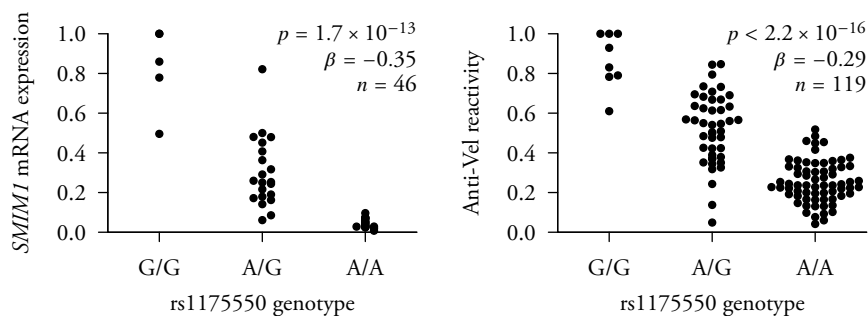 SMIM1 mRNA expression
1.0
0.8
0.6
0.4
0.2
0.0
p = 1.7 × 10⁻¹³
β = −0.35
n = 46
G/G A/G A/A
rs1175550 genotype
Anti-Vel reactivity
1.0
0.8
0.6
0.4
0.2
0.0
p < 2.2 × 10⁻¹⁶
β = −0.29
n = 119
G/G A/G A/A
rs1175550 genotype